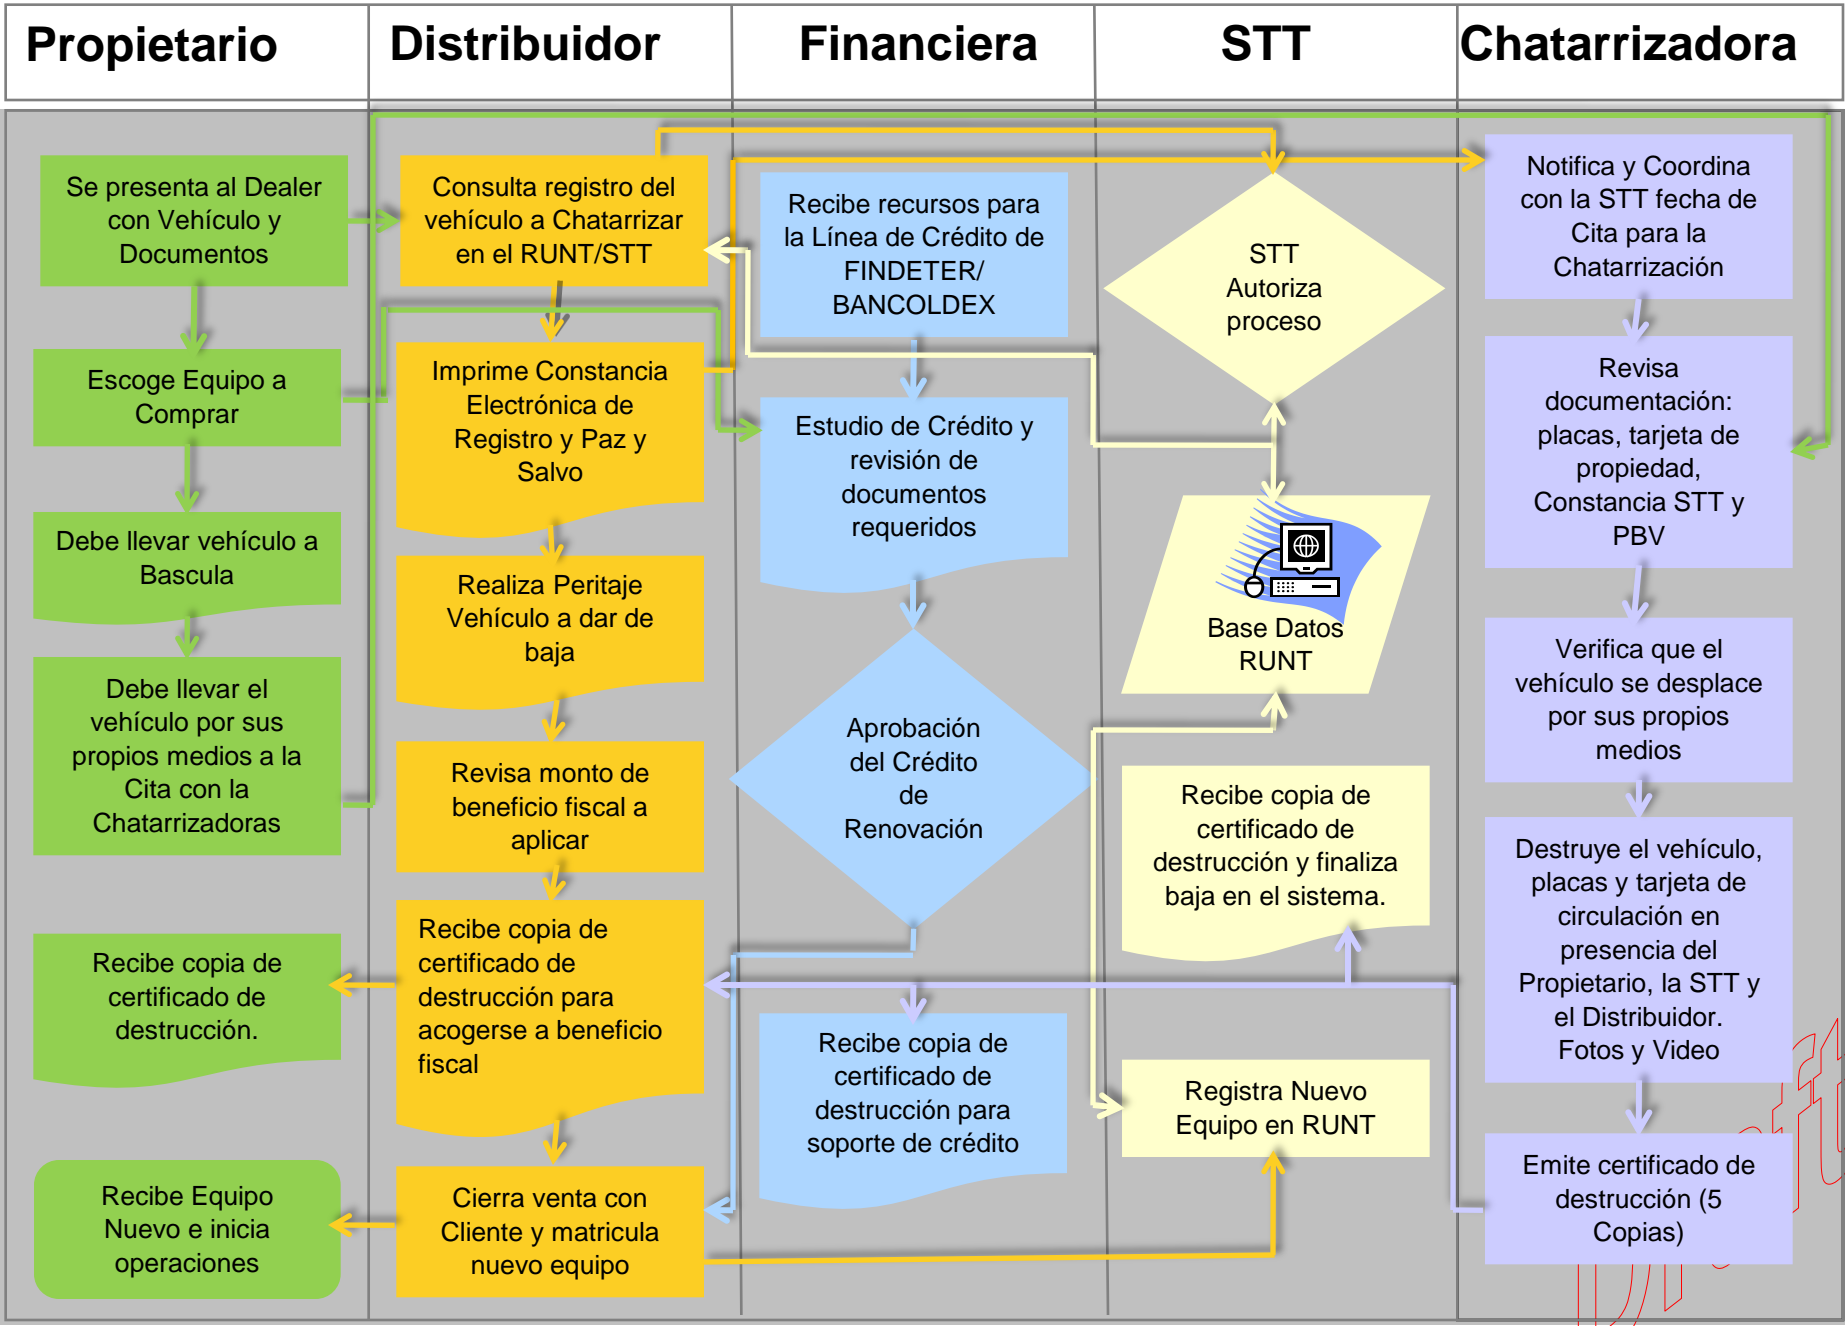 Propietario
Distribuidor
Financiera
STT
Chatarrizadora
Se presenta al Dealer
con Vehículo y
Documentos
Escoge Equipo a
Comprar
Debe llevar vehículo a
Bascula
Debe llevar el
vehículo por sus
propios medios a la
Cita con la
Chatarrizadoras
Recibe copia de
certificado de
destrucción.
Recibe Equipo
Nuevo e inicia
operaciones
Consulta registro del
vehículo a Chatarrizar
en el RUNT/STT
Imprime Constancia
Electrónica de
Registro y Paz y
Salvo
Realiza Peritaje
Vehículo a dar de
baja
Revisa monto de
beneficio fiscal a
aplicar
Recibe copia de
certificado de
destrucción para
acogerse a beneficio
fiscal
Cierra venta con
Cliente y matricula
nuevo equipo
Recibe recursos para
la Línea de Crédito de
FINDETER/
BANCOLDEX
Estudio de Crédito y
revisión de
documentos
requeridos
Aprobación
del Crédito
de
Renovación
Recibe copia de
certificado de
destrucción para
soporte de crédito
STT
Autoriza
proceso
Base Datos
RUNT
Recibe copia de
certificado de
destrucción y finaliza
baja en el sistema.
Registra Nuevo
Equipo en RUNT
Notifica y Coordina
con la STT fecha de
Cita para la
Chatarrización
Revisa
documentación:
placas, tarjeta de
propiedad,
Constancia STT y
PBV
Verifica que el
vehículo se desplace
por sus propios
medios
Destruye el vehículo,
placas y tarjeta de
circulación en
presencia del
Propietario, la STT y
el Distribuidor.
Fotos y Video
Emite certificado de
destrucción (5
Copias)